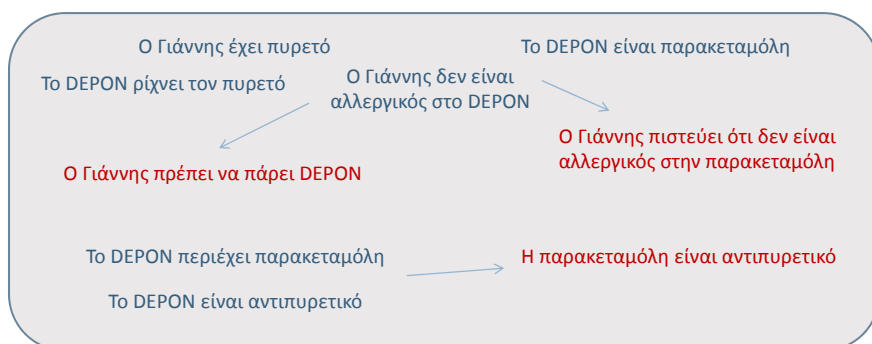 Ο Γιάννης έχει πυρετό
Το DEPON είναι παρακεταμόλη
Το DEPON ρίχνει τον πυρετό
Ο Γιάννης δεν είναι
αλλεργικός στο DEPON
Ο Γιάννης πιστεύει ότι δεν είναι
αλλεργικός στην παρακεταμόλη
Ο Γιάννης πρέπει να πάρει DEPON
Το DEPON περιέχει παρακεταμόλη
Η παρακεταμόλη είναι αντιπυρετικό
Το DEPON είναι αντιπυρετικό